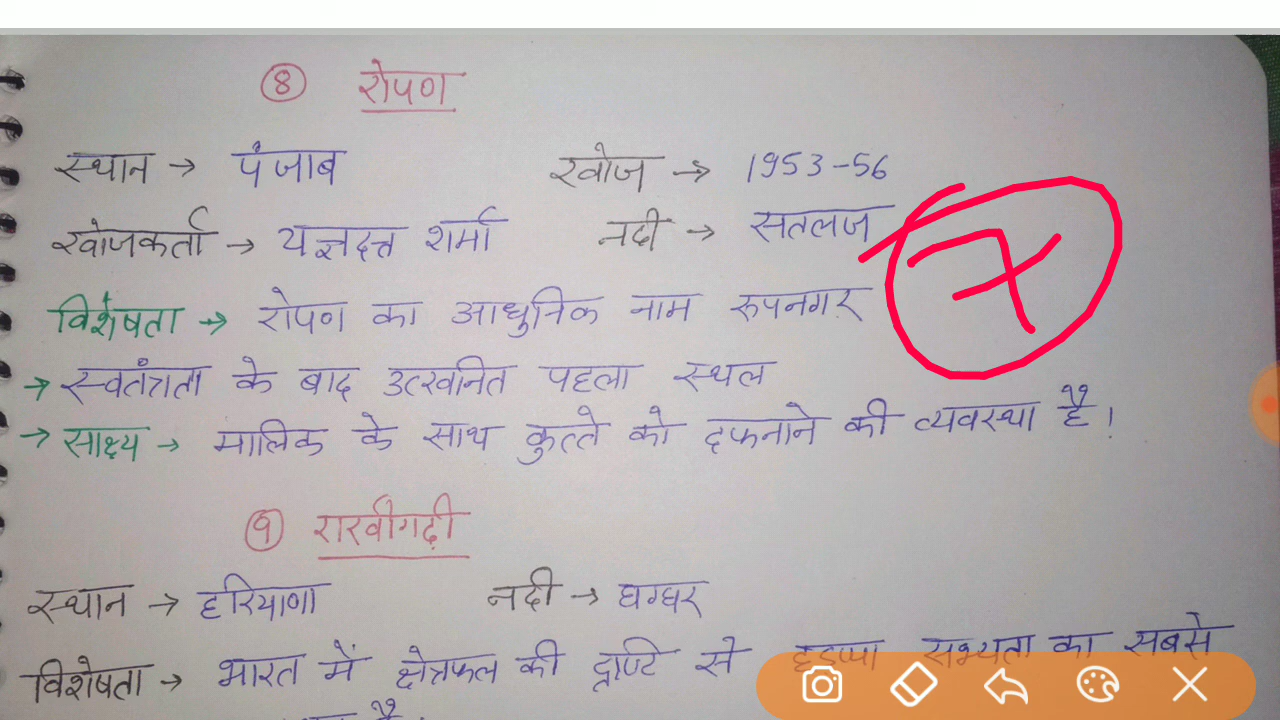 ⑧ रोपण
स्थान → पंजाब खोज → 1953-56
खोजकर्ता → यज्ञदत्त शर्मा नदी → सतलज
विशेषता → रोपण का आधुनिक नाम रूपनगर
→ स्वतंत्रता के बाद उत्खनित पहला स्थल
→ साक्ष्य → मालिक के साथ कुत्ते को दफनाने की व्यवस्था है।
⑨ राखीगढ़ी
स्थान → हरियाणा नदी → घग्घर
विशेषता → भारत में क्षेत्रफल की दृष्टि से हड़प्पा सभ्यता का सबसे
है।